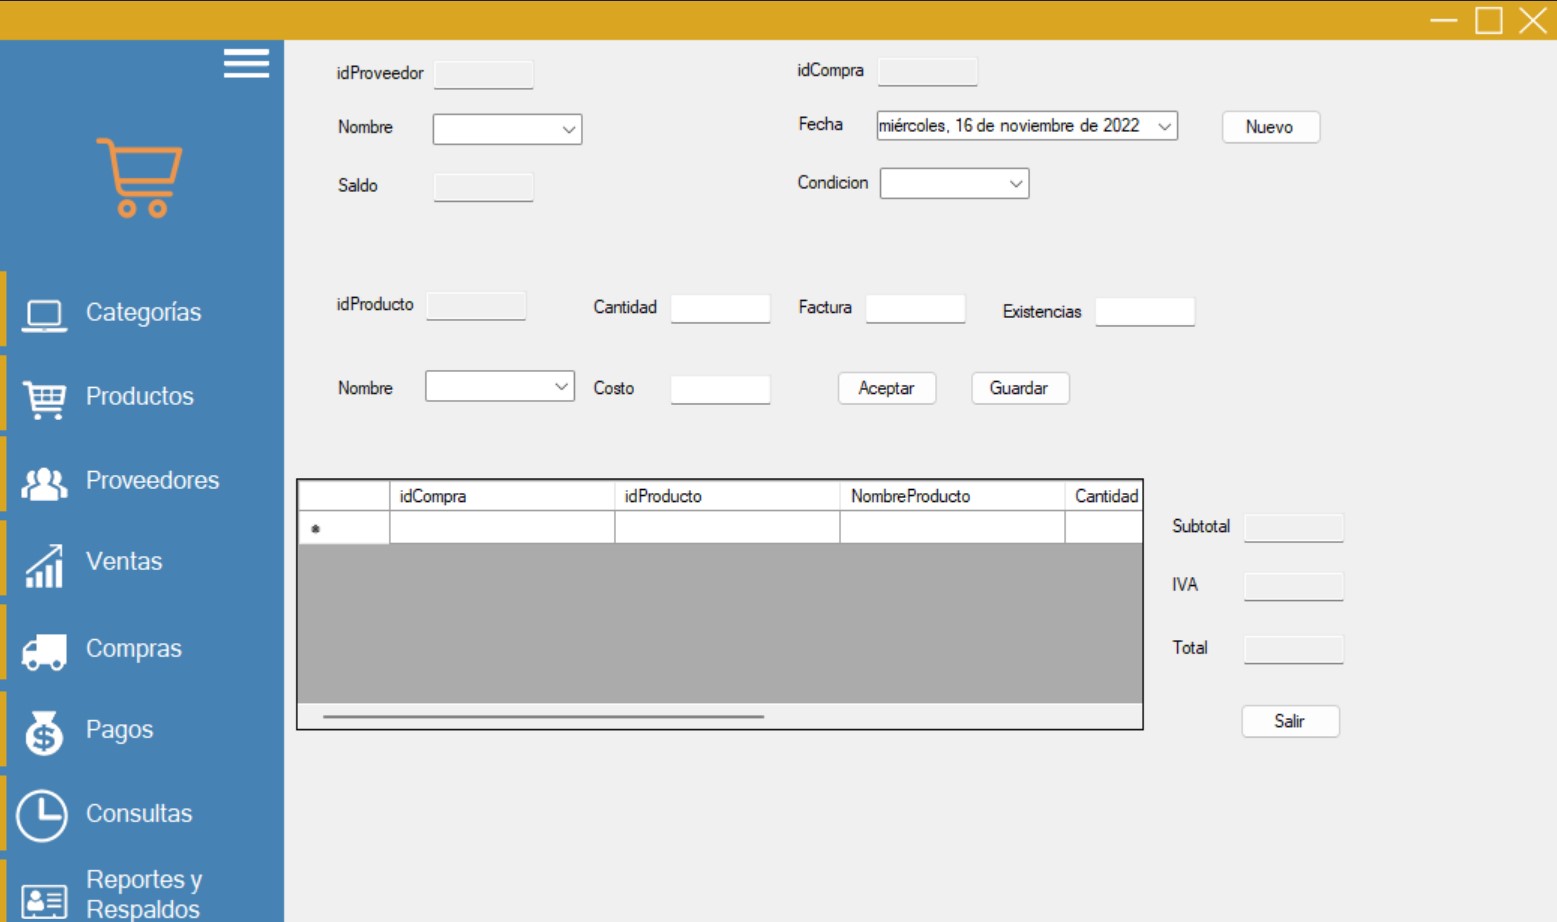 Categorías
Productos
Proveedores
Ventas
Compras
Pagos
Consultas
Reportes y
Respaldos
idProveedor
idCompra
Nombre
Fecha miércoles, 16 de noviembre de 2022 Nuevo
Saldo
Condicion
idProducto Cantidad Factura Existencias
Nombre Costo Aceptar Guardar
idCompra idProducto NombreProducto Cantidad
Subtotal
IVA
Total
Salir